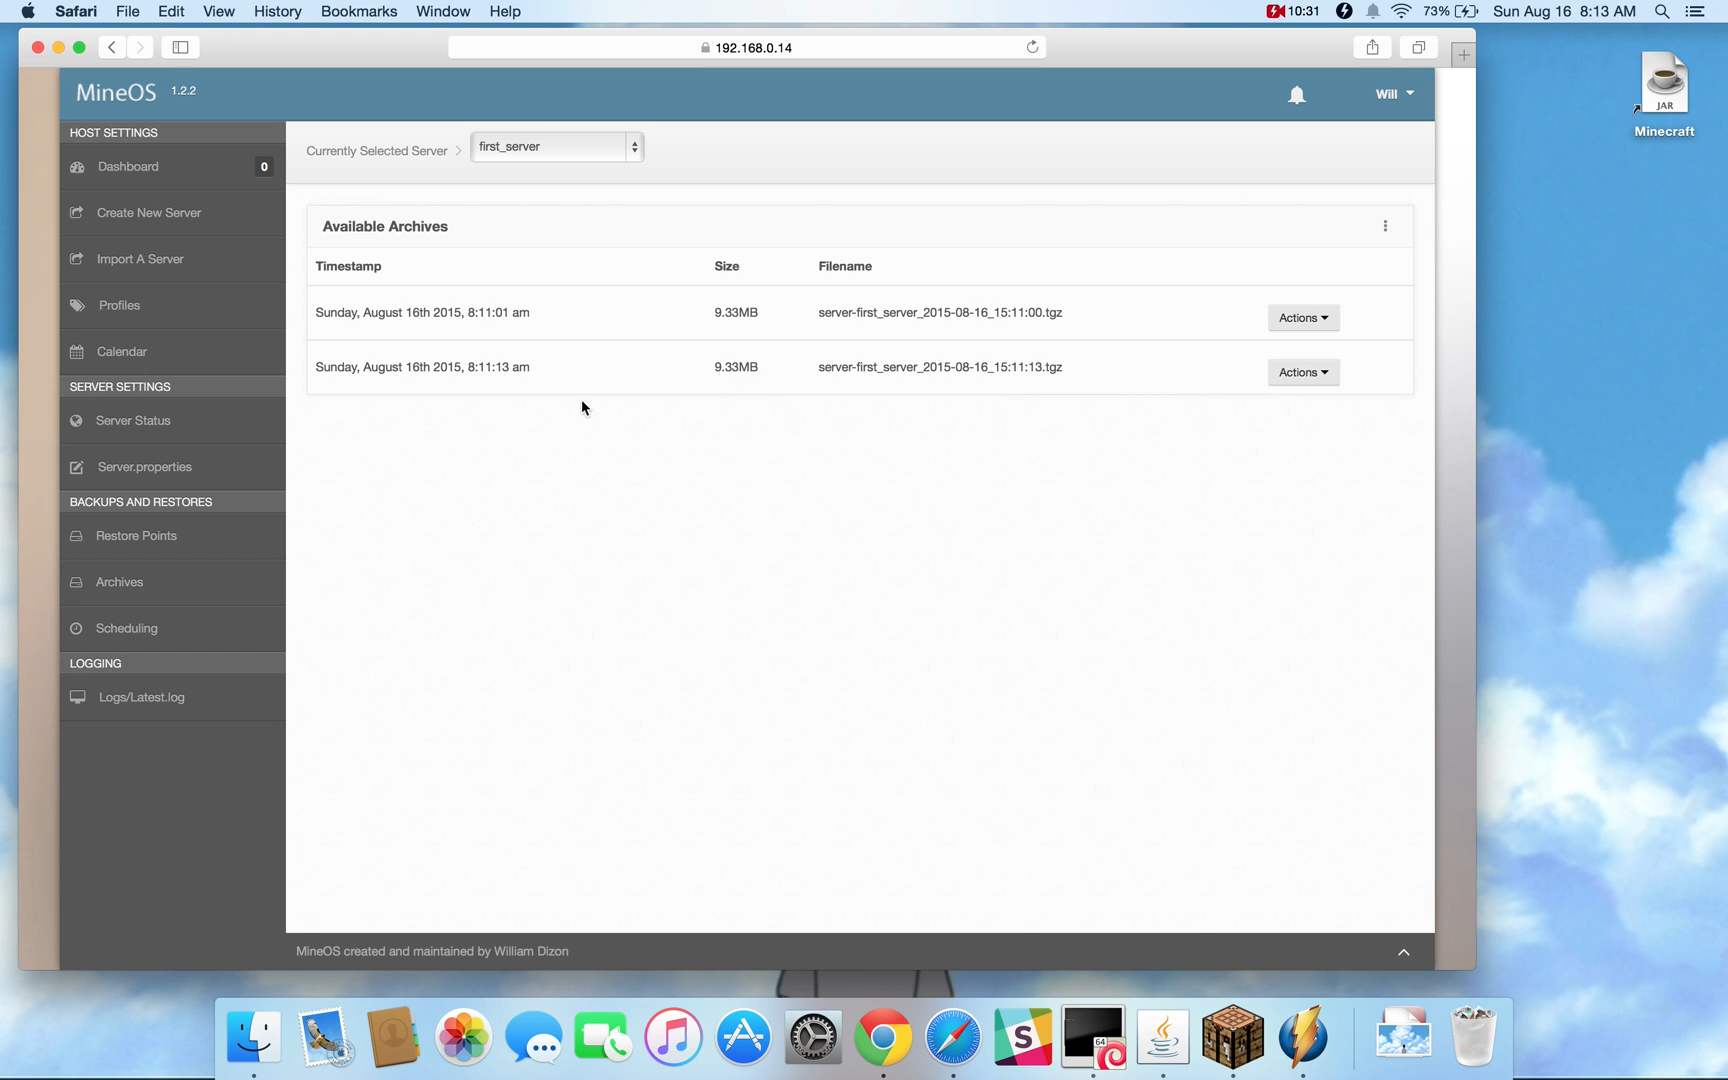 Safari File Edit View History Bookmarks Window Help 10:31 73% Sun Aug 16 8:13 AM
192.168.0.14
MineOS 1.2.2
Will
JAR
Minecraft
HOST SETTINGS
Dashboard 0
Create New Server
Import A Server
Profiles
Calendar
SERVER SETTINGS
Server Status
Server.properties
BACKUPS AND RESTORES
Restore Points
Archives
Scheduling
LOGGING
Logs/Latest.log
Currently Selected Server first_server
Available Archives
Timestamp Size Filename
Sunday, August 16th 2015, 8:11:01 am 9.33MB server-first_server_2015-08-16_15:11:00.tgz Actions
Sunday, August 16th 2015, 8:11:13 am 9.33MB server-first_server_2015-08-16_15:11:13.tgz Actions
MineOS created and maintained by William Dizon
S
64